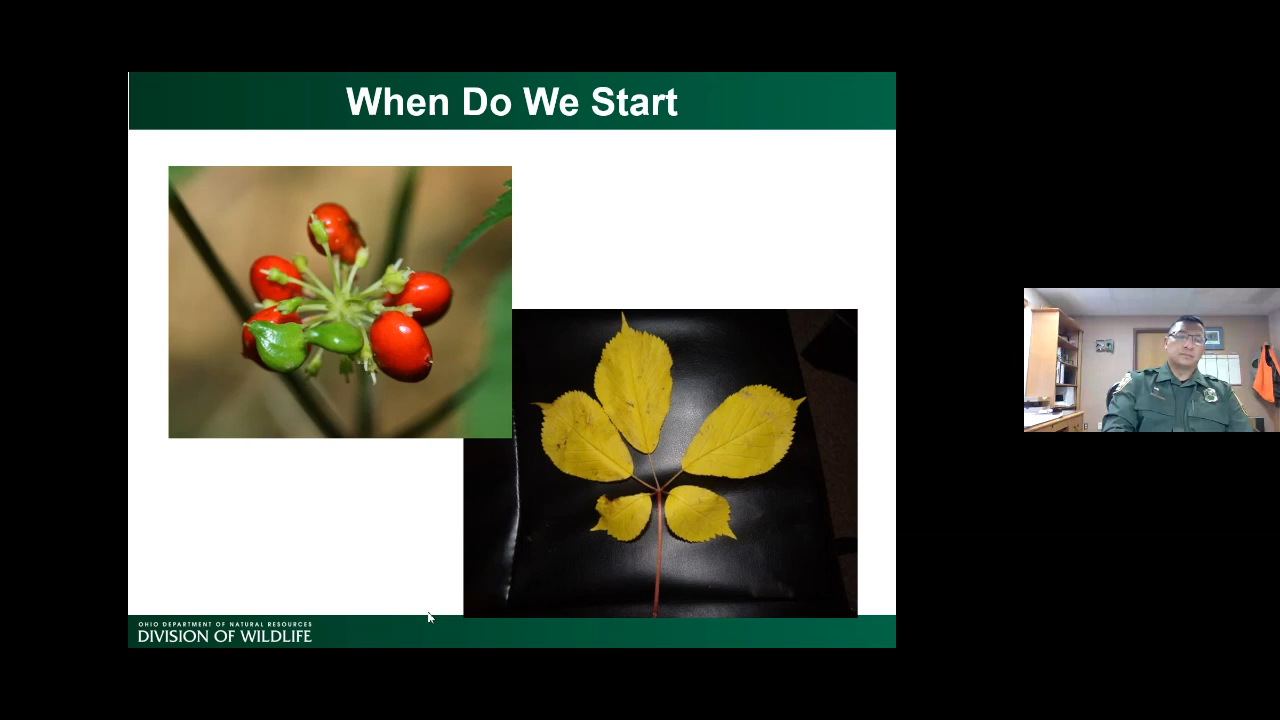 When Do We Start
OHIO DEPARTMENT OF NATURAL RESOURCES
DIVISION OF WILDLIFE